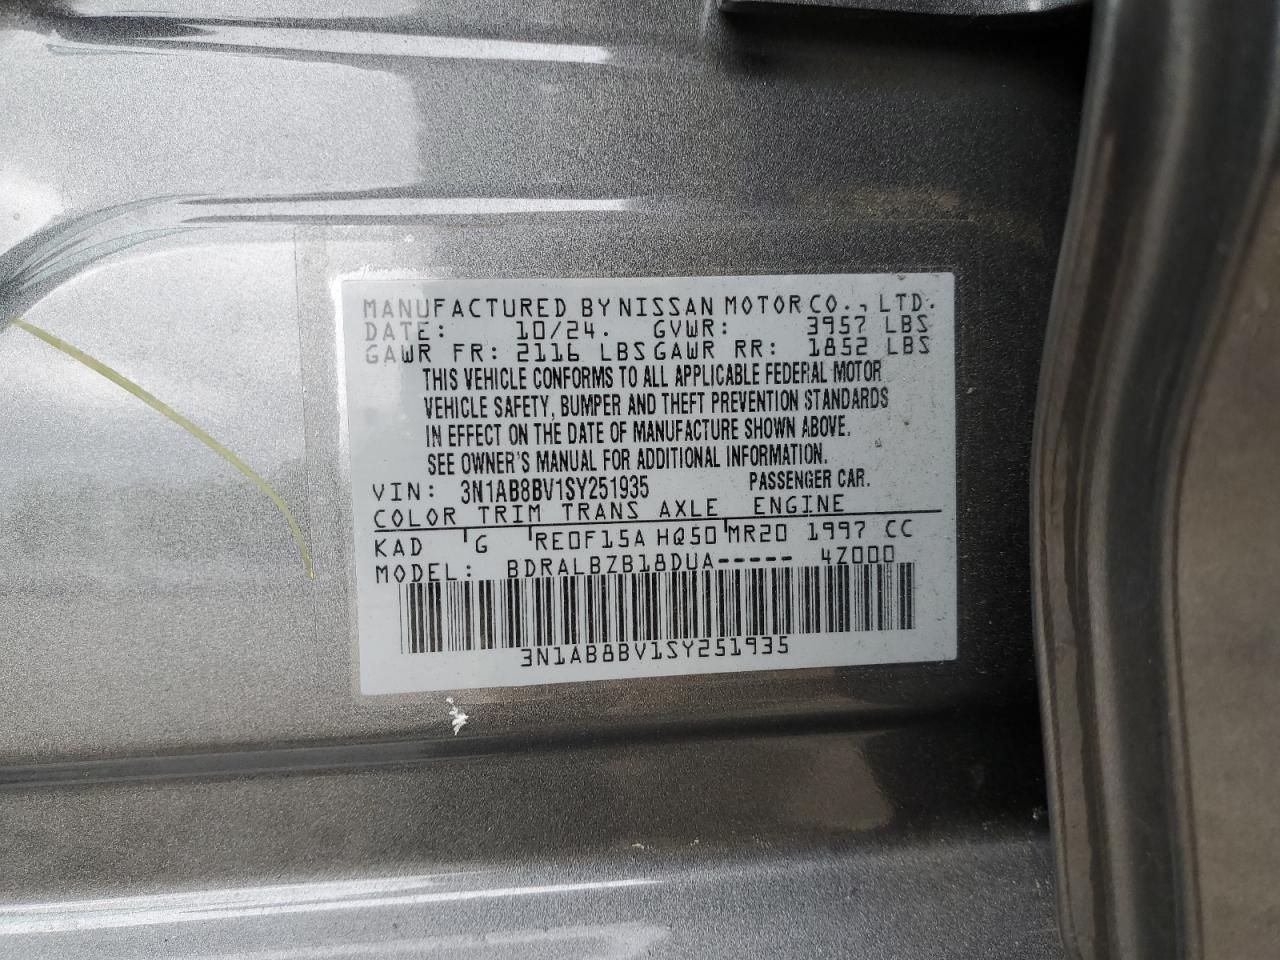 MANUFACTURED BY NISSAN MOTOR CO., LTD.
DATE: 10/24. GVWR: 3957 LBS
GAWR FR: 2116 LBS GAWR RR: 1852 LBS
THIS VEHICLE CONFORMS TO ALL APPLICABLE FEDERAL MOTOR
VEHICLE SAFETY, BUMPER AND THEFT PREVENTION STANDARDS
IN EFFECT ON THE DATE OF MANUFACTURE SHOWN ABOVE.
SEE OWNER'S MANUAL FOR ADDITIONAL INFORMATION.
VIN: 3N1AB8BV1SY251935 PASSENGER CAR.
COLOR TRIM TRANS AXLE ENGINE
KAD G RE0F15A HQ50 MR20 1997 CC
MODEL: BDRALBZB18DUA----- 4Z000
3N1AB8BV1SY251935